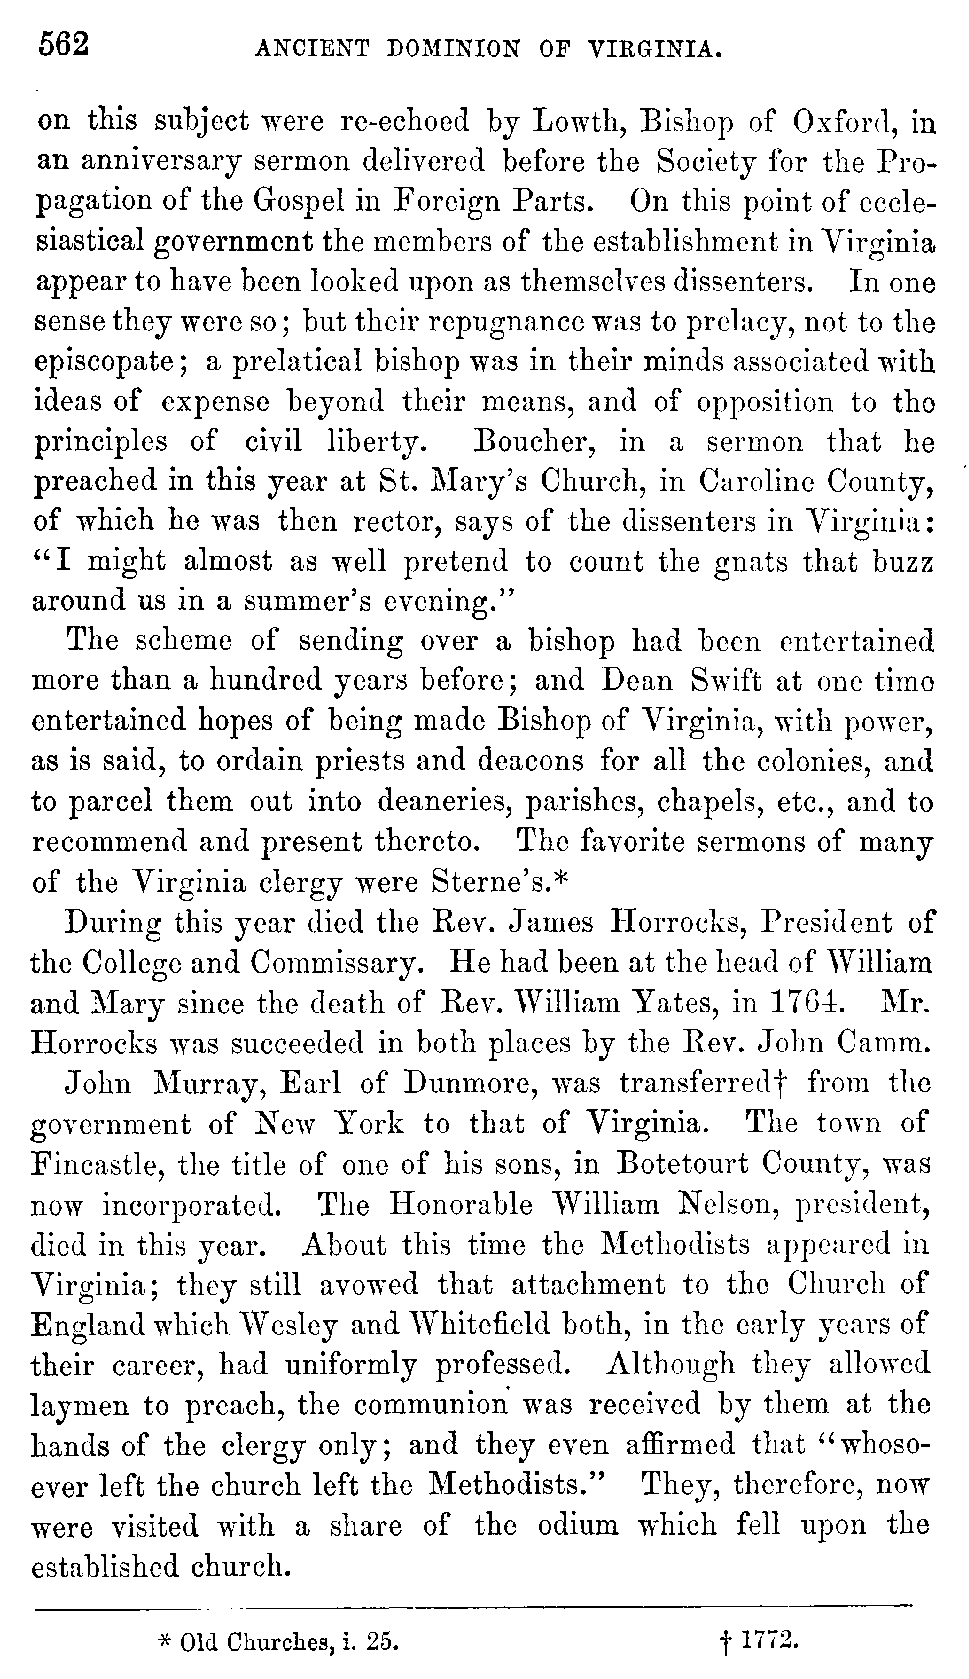 562 ANCIENT DOMINION OF VIRGINIA.
on this subject were re-echoed by Lowth, Bishop of Oxford, in
an anniversary sermon delivered before the Society for the Pro-
pagation of the Gospel in Foreign Parts. On this point of eccle-
siastical government the members of the establishment in Virginia
appear to have been looked upon as themselves dissenters. In one
sense they were so; but their repugnance was to prelacy, not to the
episcopate; a prelatical bishop was in their minds associated with
ideas of expense beyond their means, and of opposition to the
principles of civil liberty. Boucher, in a sermon that he
preached in this year at St. Mary's Church, in Caroline County,
of which he was then rector, says of the dissenters in Virginia:
"I might almost as well pretend to count the gnats that buzz
around us in a summer's evening."
The scheme of sending over a bishop had been entertained
more than a hundred years before; and Dean Swift at one time
entertained hopes of being made Bishop of Virginia, with power,
as is said, to ordain priests and deacons for all the colonies, and
to parcel them out into deaneries, parishes, chapels, etc., and to
recommend and present thereto. The favorite sermons of many
of the Virginia clergy were Sterne's.*
During this year died the Rev. James Horrocks, President of
the College and Commissary. He had been at the head of William
and Mary since the death of Rev. William Yates, in 1764. Mr.
Horrocks was succeeded in both places by the Rev. John Camm.
John Murray, Earl of Dunmore, was transferred† from the
government of New York to that of Virginia. The town of
Fincastle, the title of one of his sons, in Botetourt County, was
now incorporated. The Honorable William Nelson, president,
died in this year. About this time the Methodists appeared in
Virginia; they still avowed that attachment to the Church of
England which Wesley and Whitefield both, in the early years of
their career, had uniformly professed. Although they allowed
laymen to preach, the communion was received by them at the
hands of the clergy only; and they even affirmed that "whoso-
ever left the church left the Methodists." They, therefore, now
were visited with a share of the odium which fell upon the
established church.
* Old Churches, i. 25. † 1772.